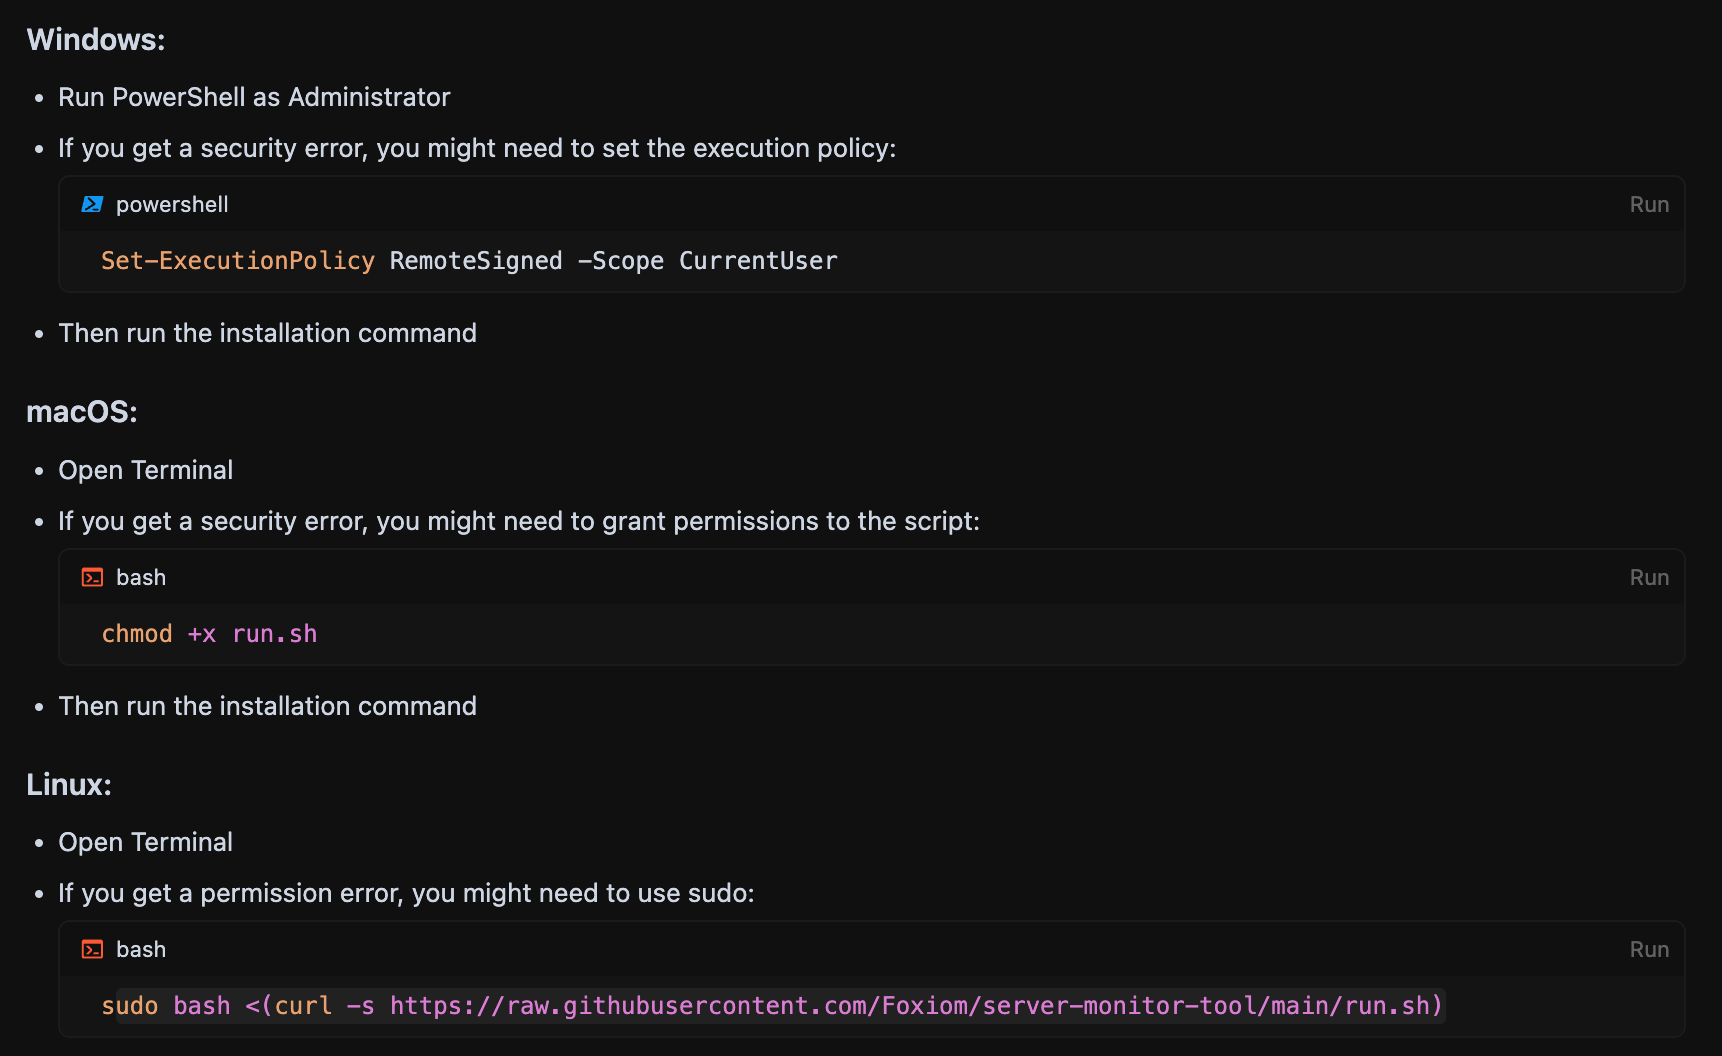 Windows:
• Run PowerShell as Administrator
• If you get a security error, you might need to set the execution policy:
powershell
Run
Set-ExecutionPolicy RemoteSigned -Scope CurrentUser
• Then run the installation command
macOS:
• Open Terminal
• If you get a security error, you might need to grant permissions to the script:
bash
Run
chmod +x run.sh
• Then run the installation command
Linux:
• Open Terminal
• If you get a permission error, you might need to use sudo:
bash
Run
sudo bash <(curl -s https://raw.githubusercontent.com/Foxiom/server-monitor-tool/main/run.sh)